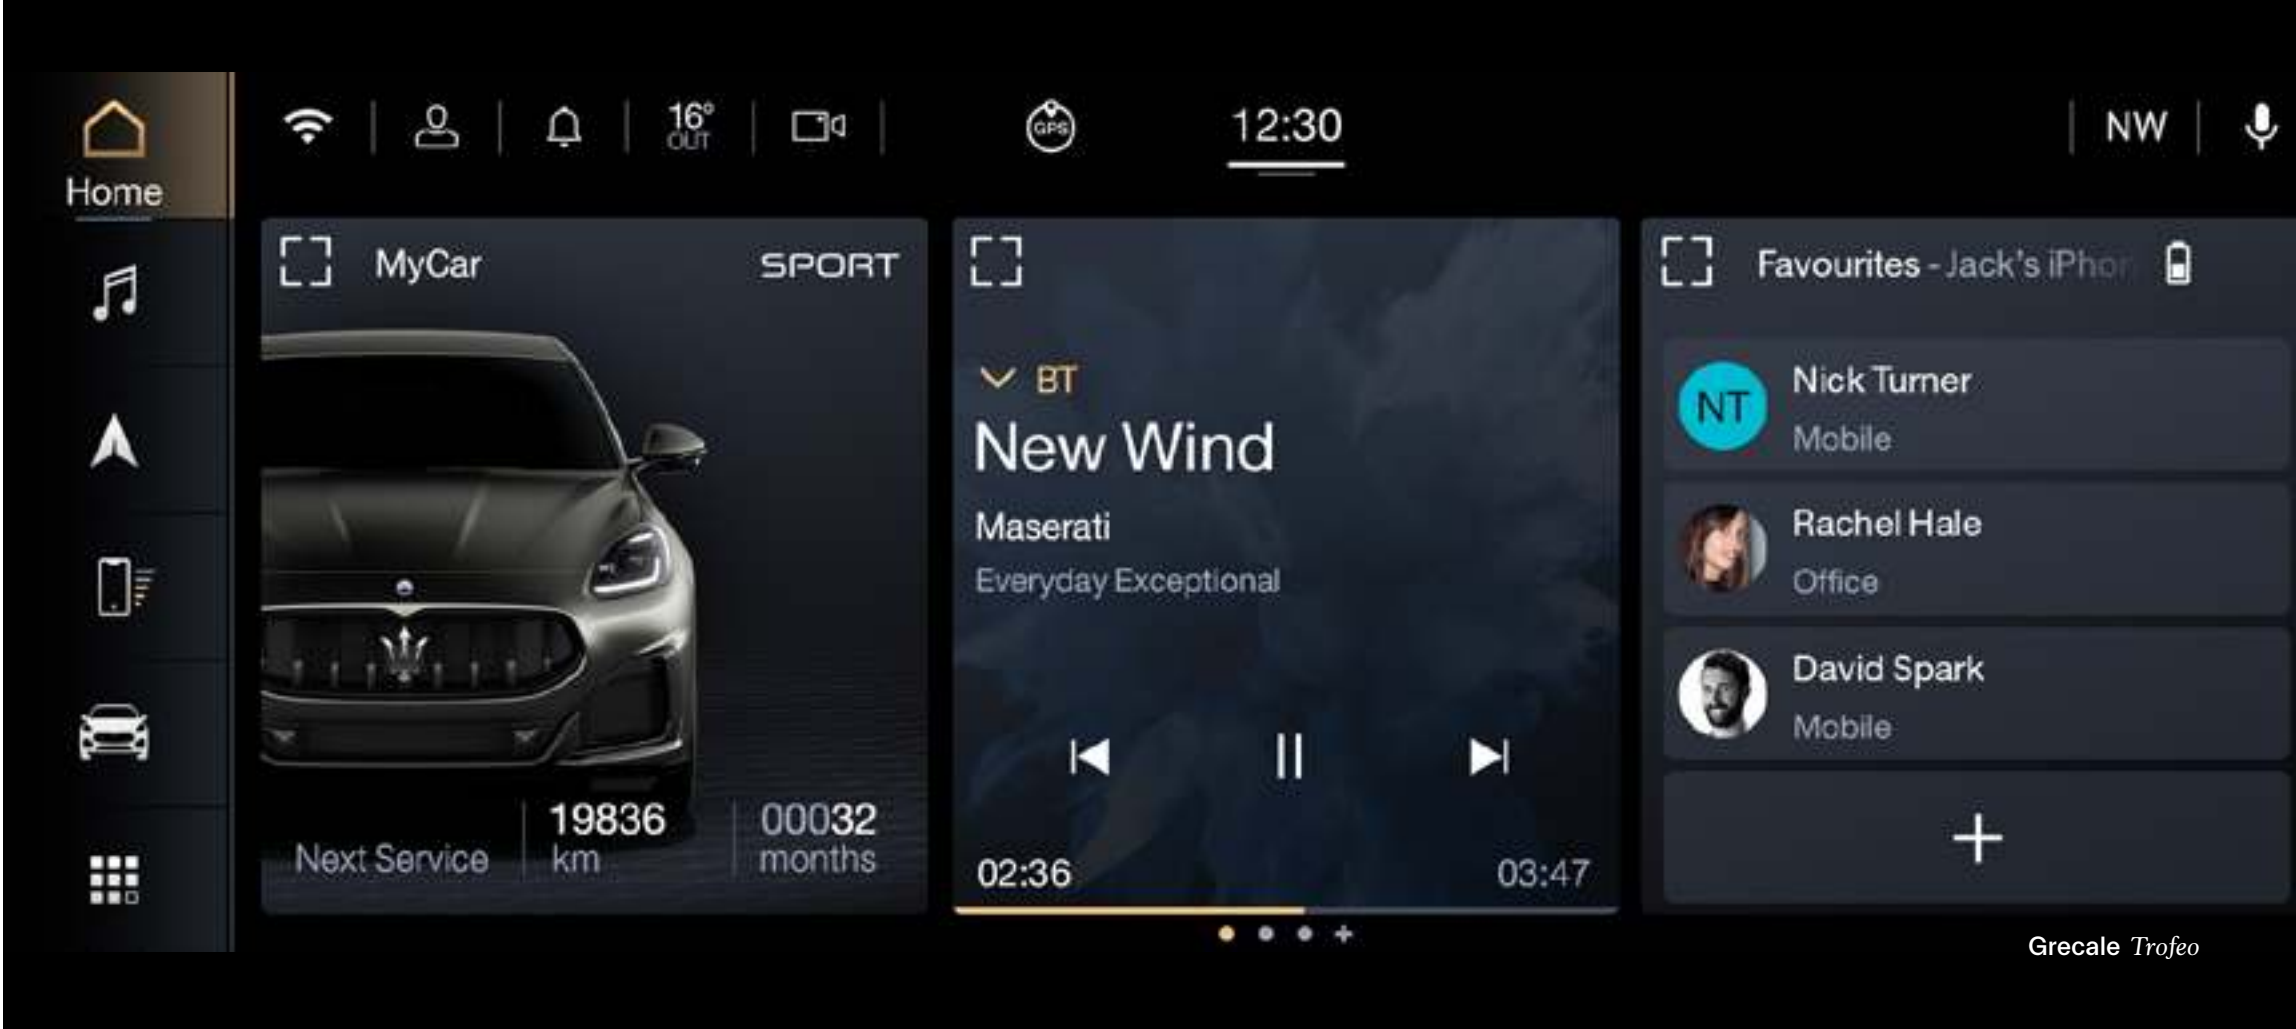 Home
16°
OUT
GPS
12:30
NW
MyCar
SPORT
Next Service
19836
km
00032
months
BT
New Wind
Maserati
Everyday Exceptional
02:36
03:47
Favourites - Jack's iPhon
NT
Nick Turner
Mobile
Rachel Hale
Office
David Spark
Mobile
Grecale Trofeo